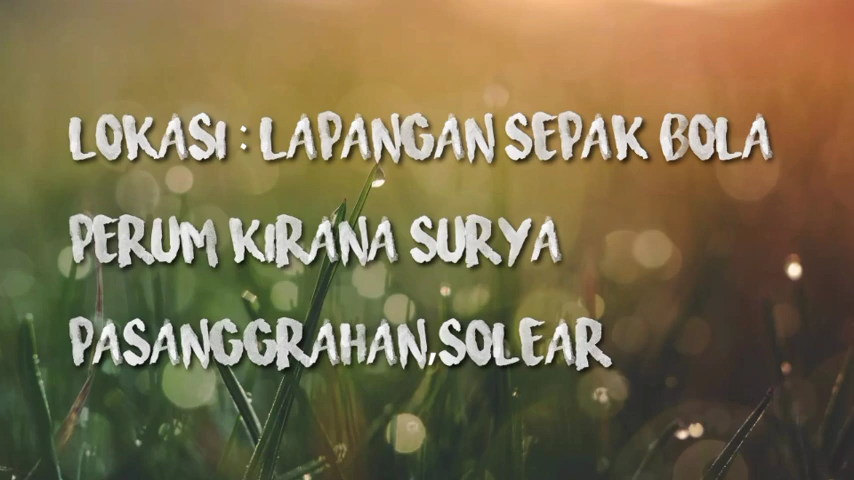 LOKASI : LAPANGAN SEPAK BOLA
PERUM KIRANA SURYA
PASANGGRAHAN,SOLEAR